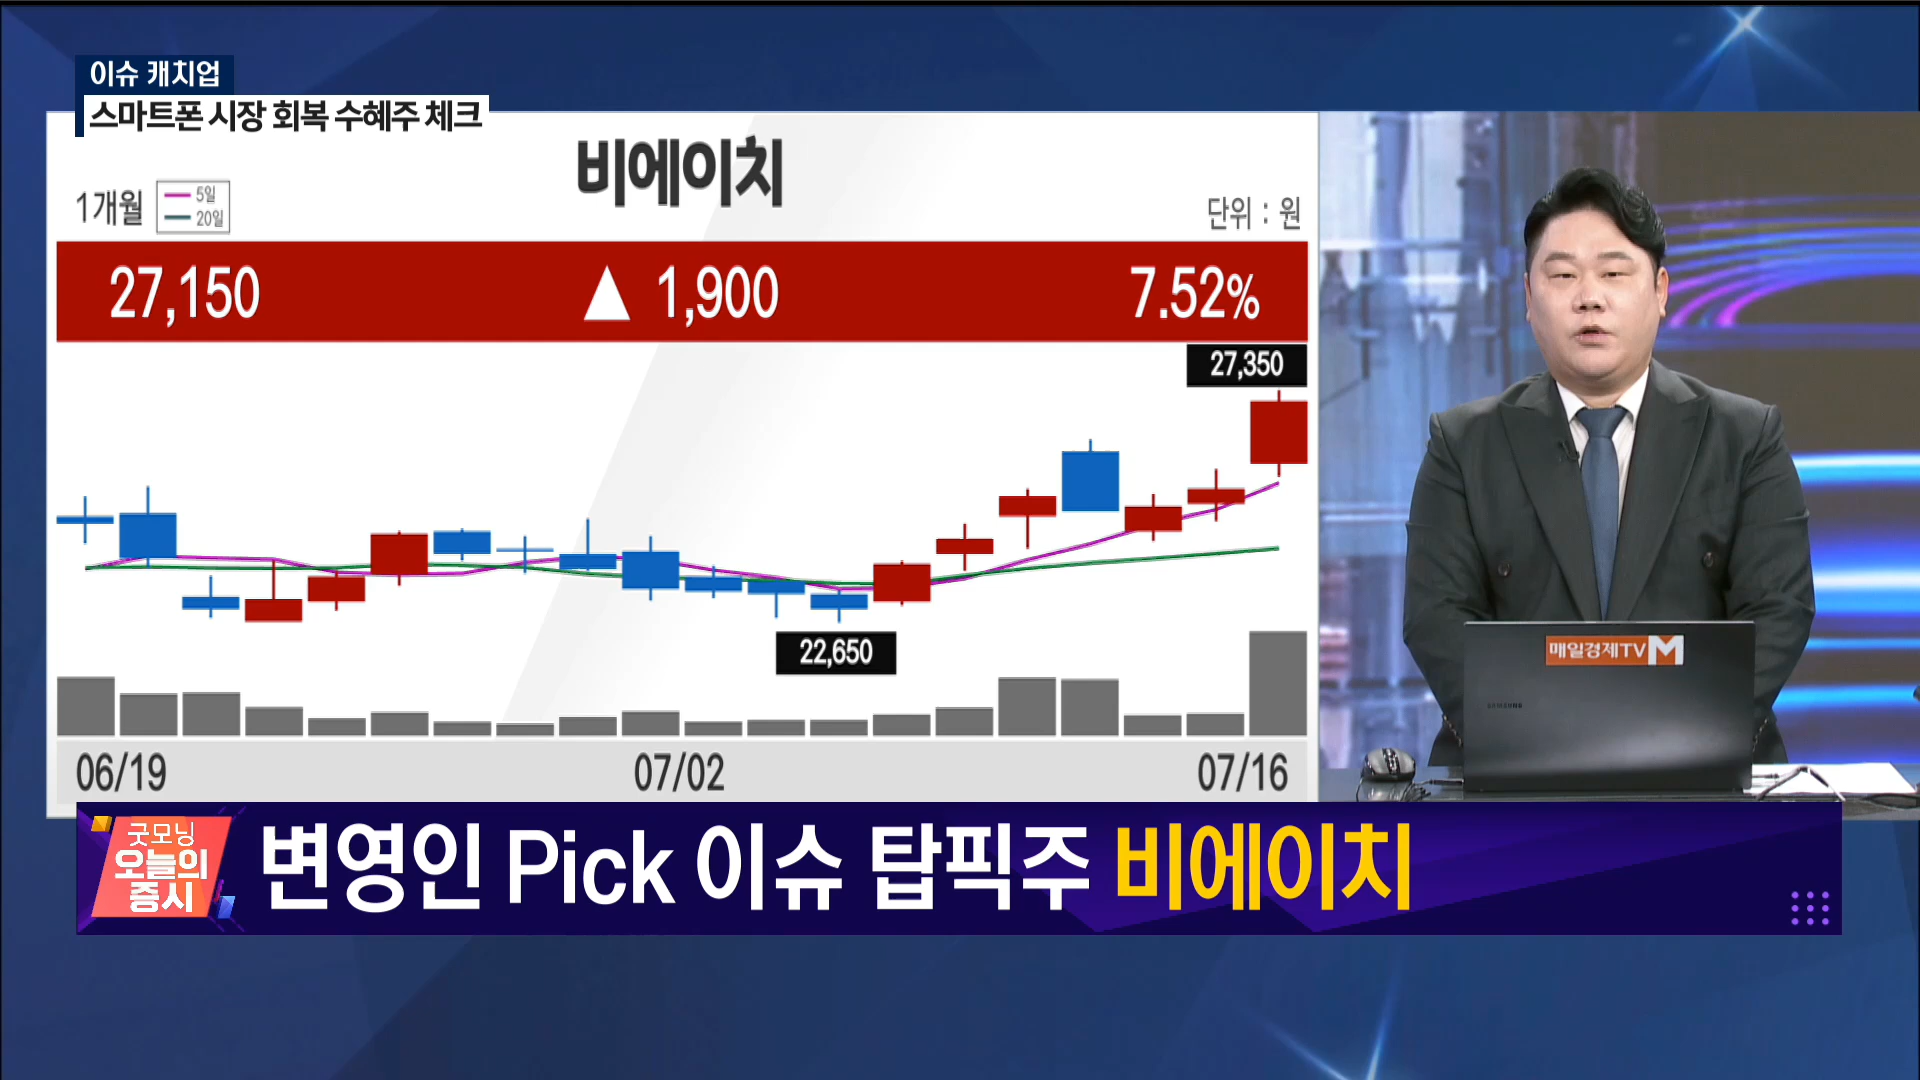 이슈 캐치업
스마트폰 시장 회복 수혜주 체크
비에이치
1개월
5일
20일
단위 : 원
27,150 ▲ 1,900 7.52%
27,350
22,650
06/19 07/02 07/16
매일경제TV M
SAMSUNG
굿모닝
오늘의
증시
변영인 Pick 이슈 탑픽주 비에이치